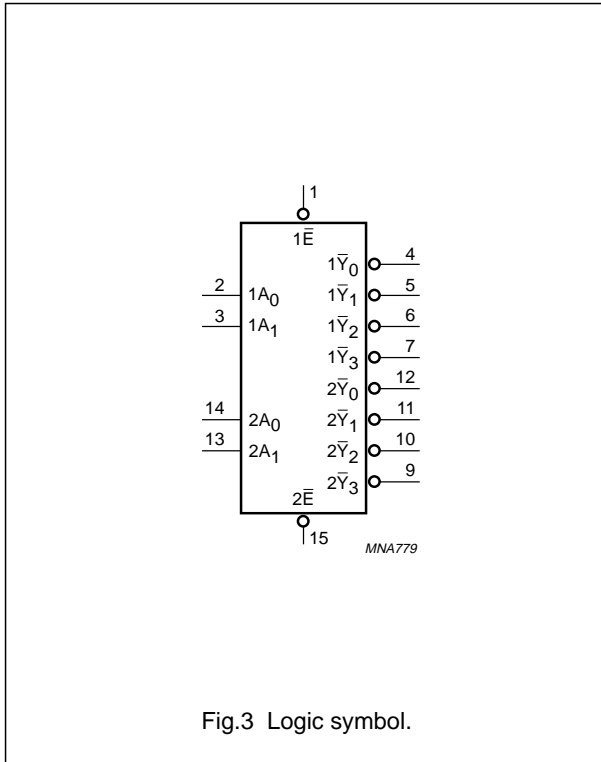 1
1E̅
1Y̅₀ 4
2 1A₀ 1Y̅₁ 5
3 1A₁ 1Y̅₂ 6
1Y̅₃ 7
2Y̅₀ 12
14 2A₀ 2Y̅₁ 11
13 2A₁ 2Y̅₂ 10
2Y̅₃ 9
2E̅
15
MNA779
Fig.3 Logic symbol.